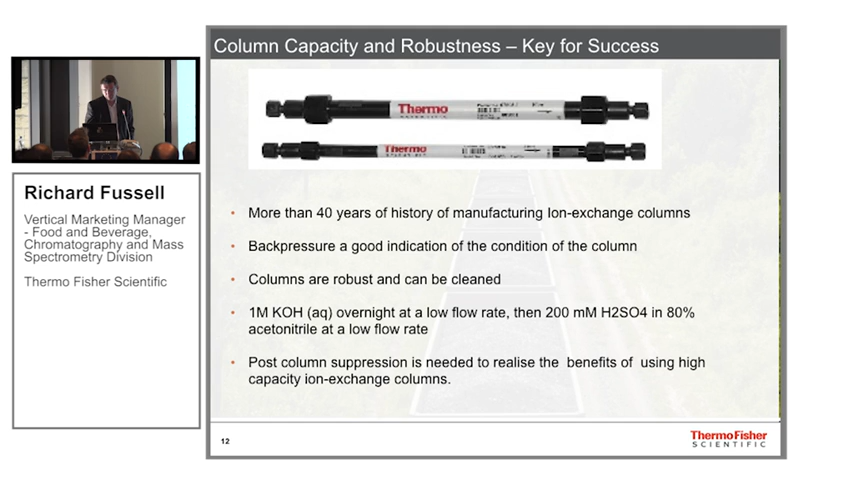 Column Capacity and Robustness – Key for Success
Thermo
Thermo
Richard Fussell
Vertical Marketing Manager
- Food and Beverage,
Chromatography and Mass
Spectrometry Division
Thermo Fisher Scientific
• More than 40 years of history of manufacturing Ion-exchange columns
• Backpressure a good indication of the condition of the column
• Columns are robust and can be cleaned
• 1M KOH (aq) overnight at a low flow rate, then 200 mM H2SO4 in 80%
acetonitrile at a low flow rate
• Post column suppression is needed to realise the benefits of using high
capacity ion-exchange columns.
12
ThermoFisher
SCIENTIFIC